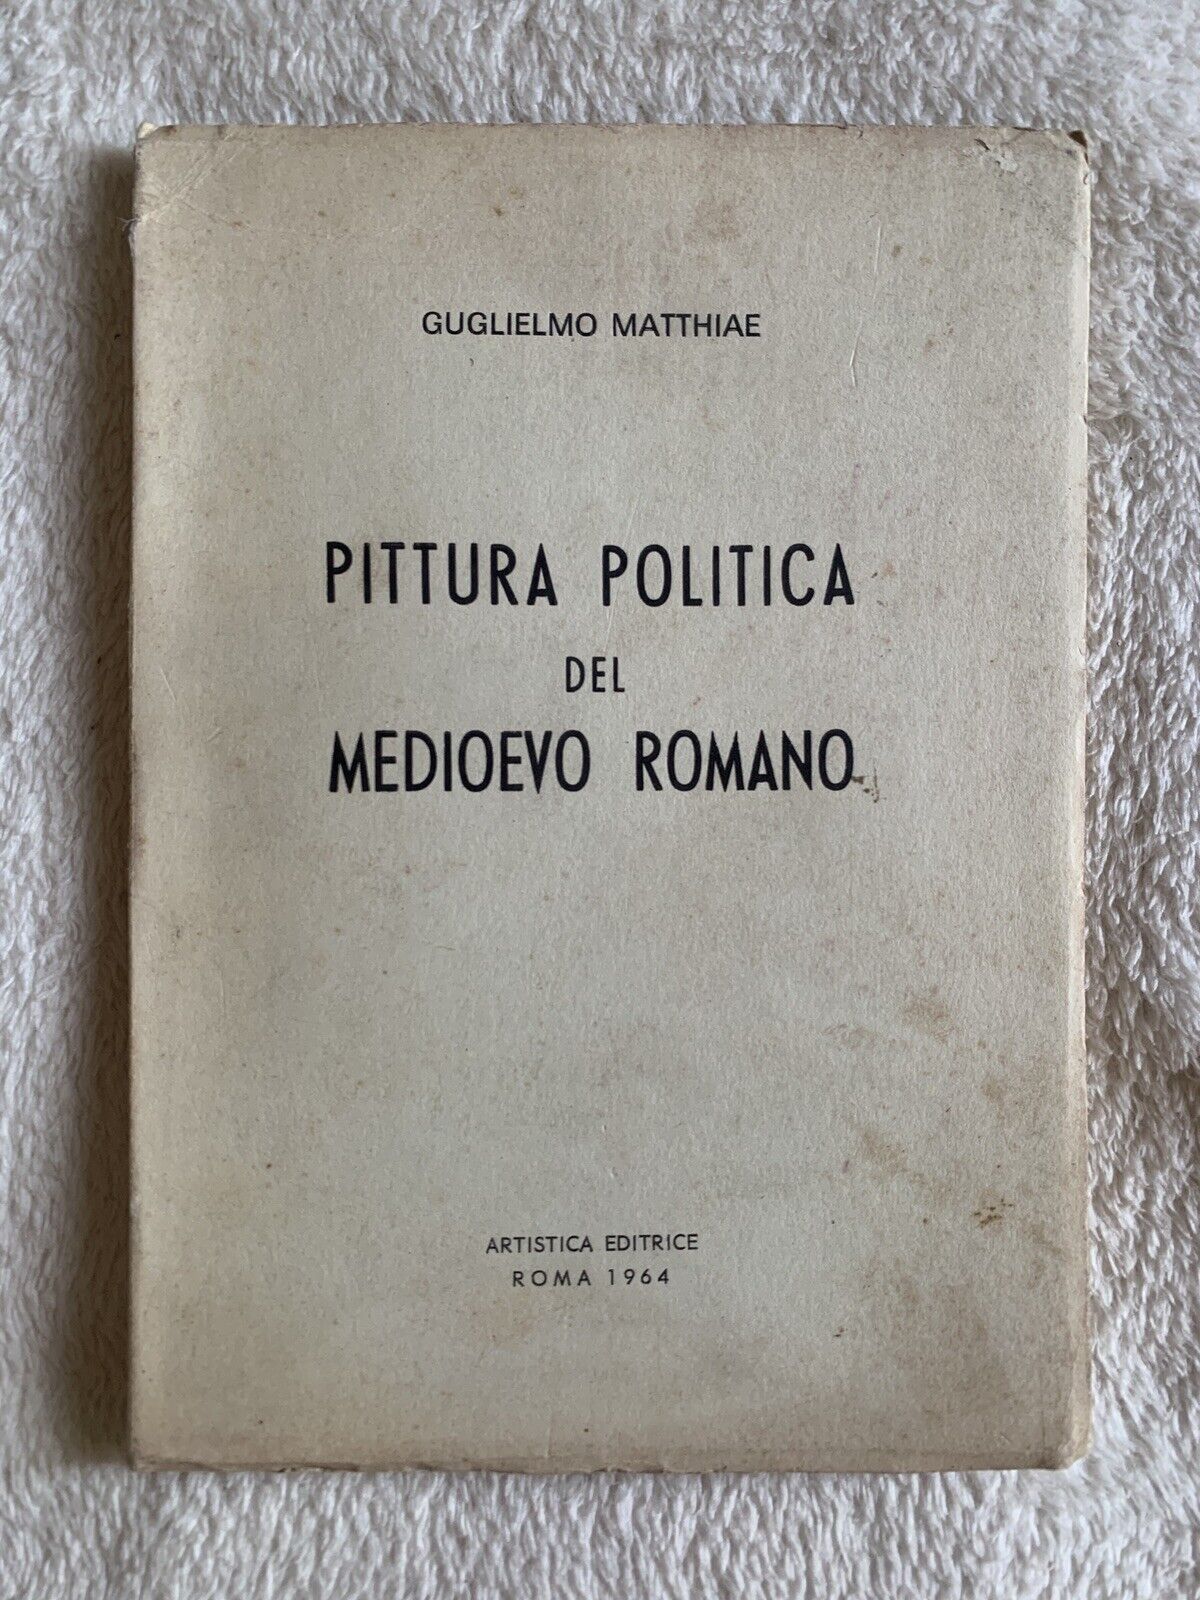 GUGLIELMO MATTHIAE
PITTURA POLITICA
DEL
MEDIOEVO ROMANO
ARTISTICA EDITRICE
ROMA 1964